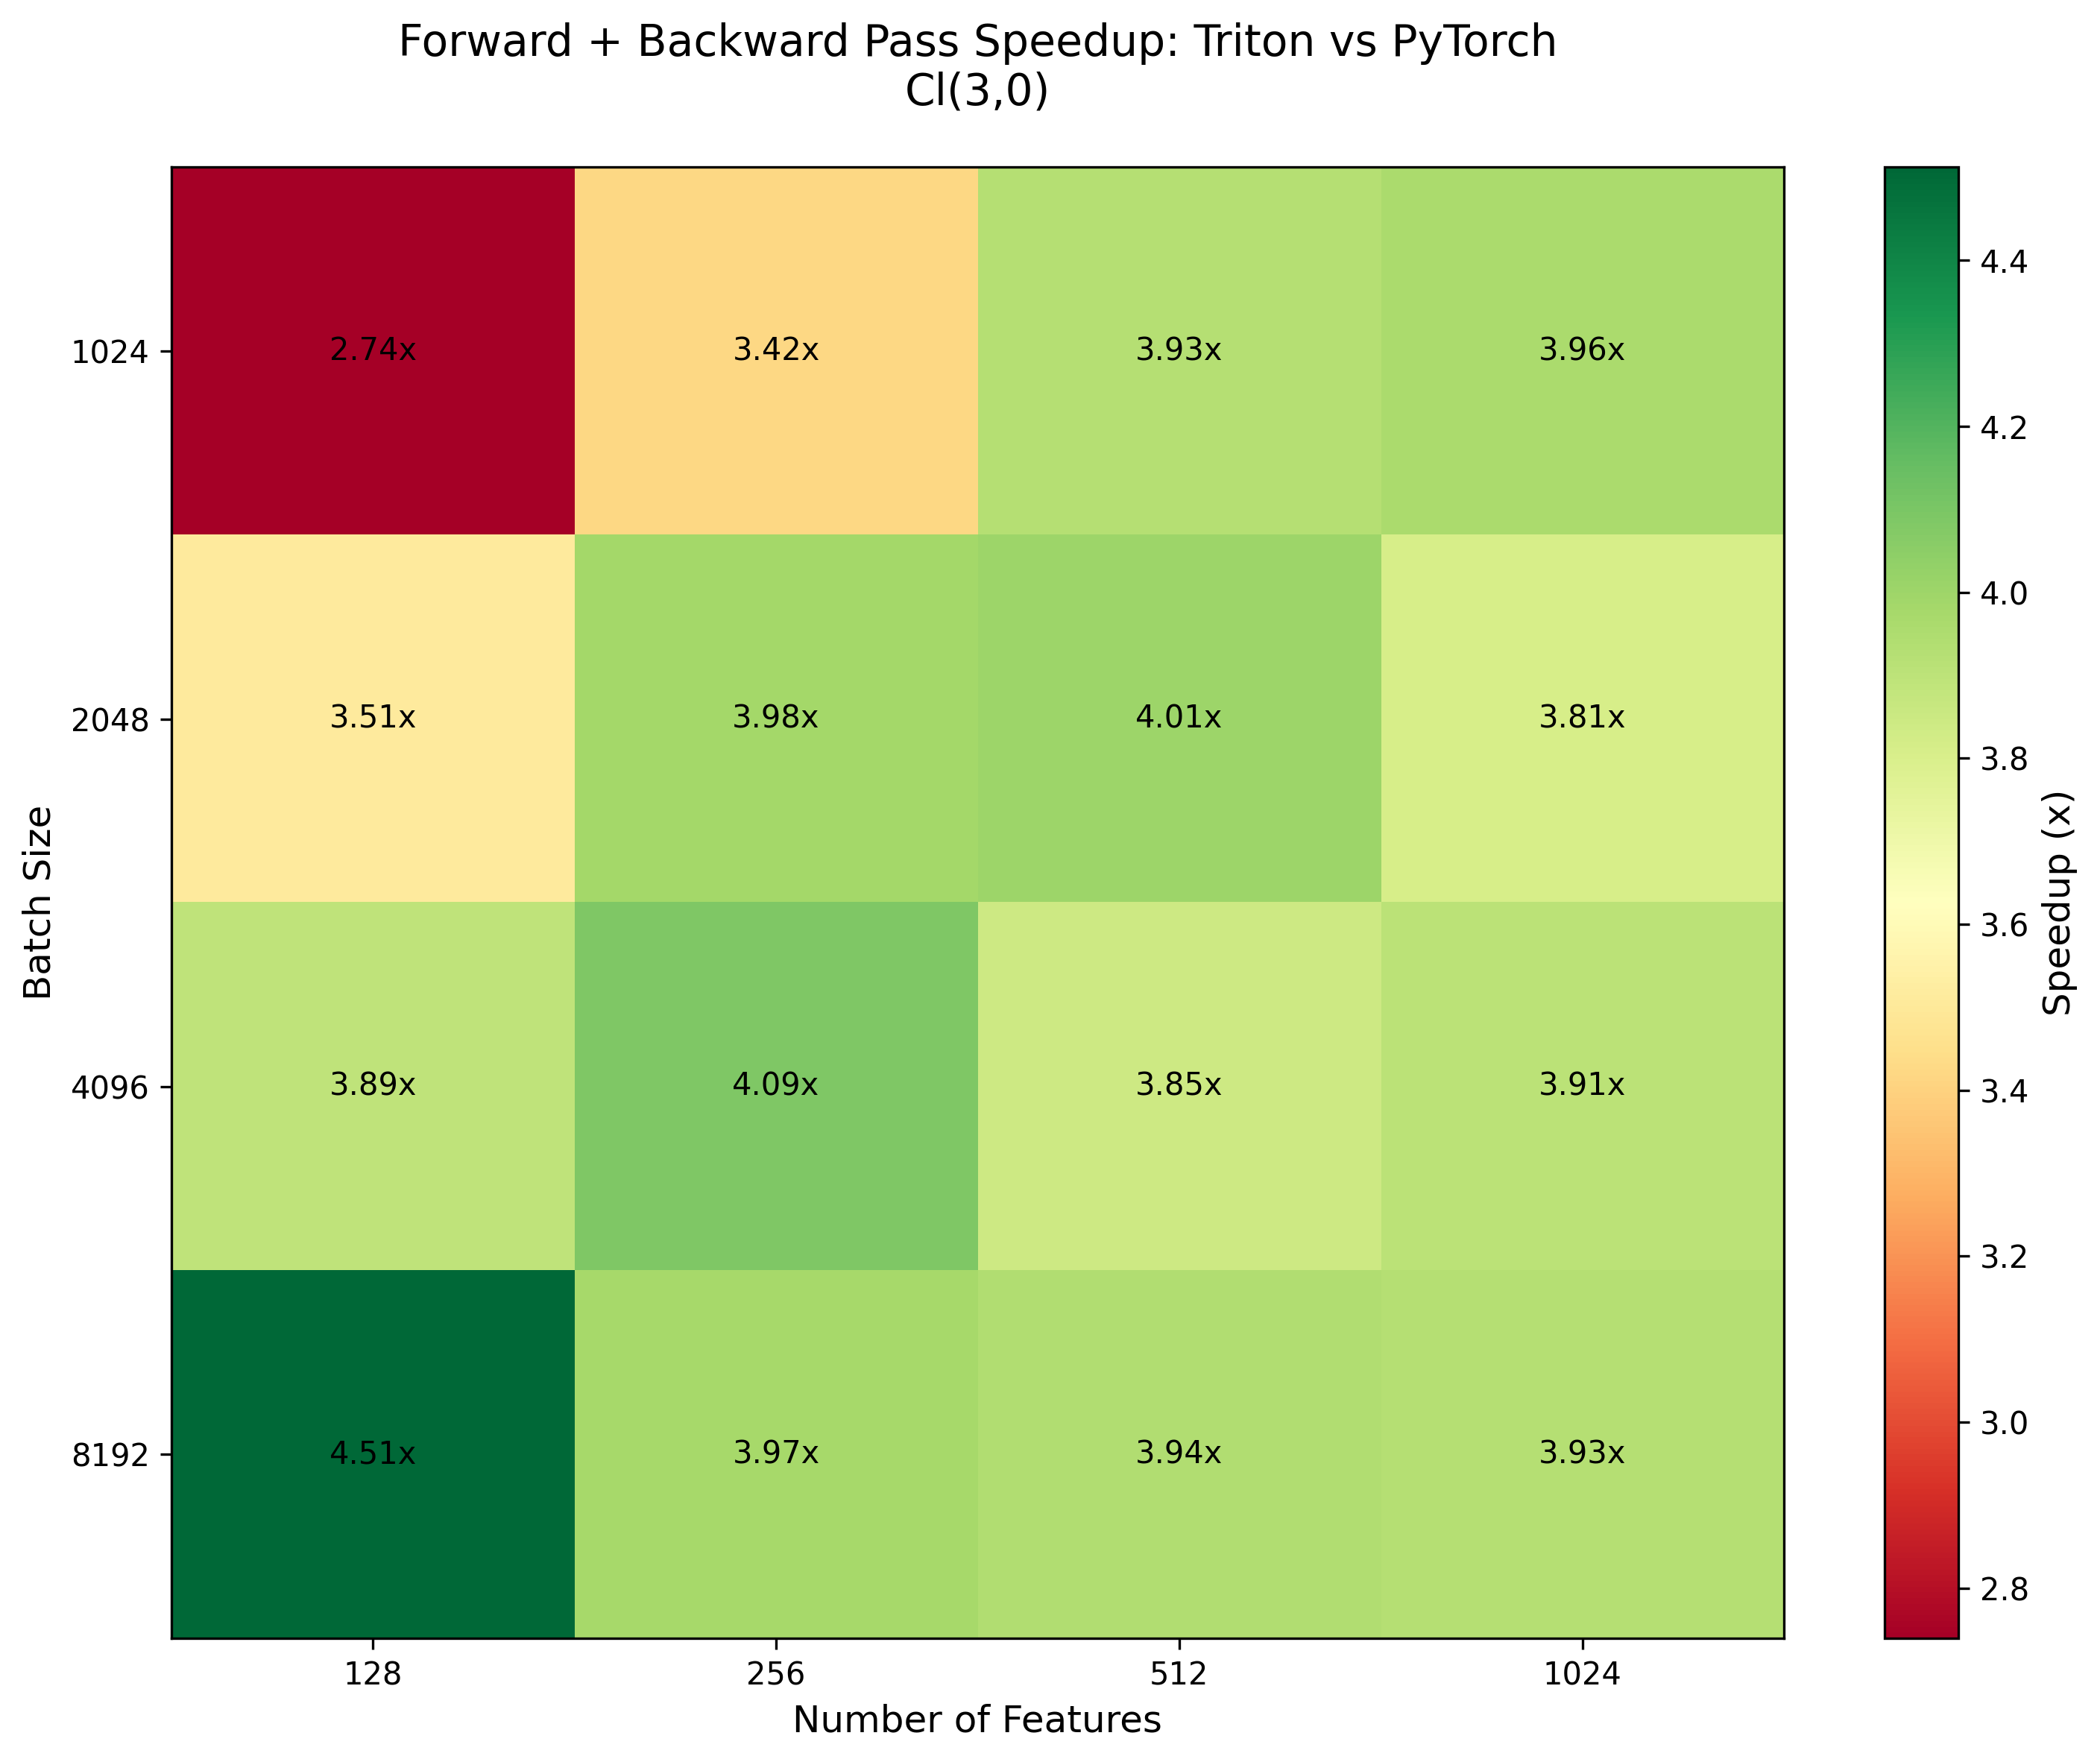 Forward + Backward Pass Speedup: Triton vs PyTorch
Cl(3,0)
Batch Size
1024
2.74x
3.42x
3.93x
3.96x
2048
3.51x
3.98x
4.01x
3.81x
4096
3.89x
4.09x
3.85x
3.91x
8192
4.51x
3.97x
3.94x
3.93x
128
256
512
1024
Number of Features
4.4
4.2
4.0
3.8
3.6
3.4
3.2
3.0
2.8
Speedup (x)